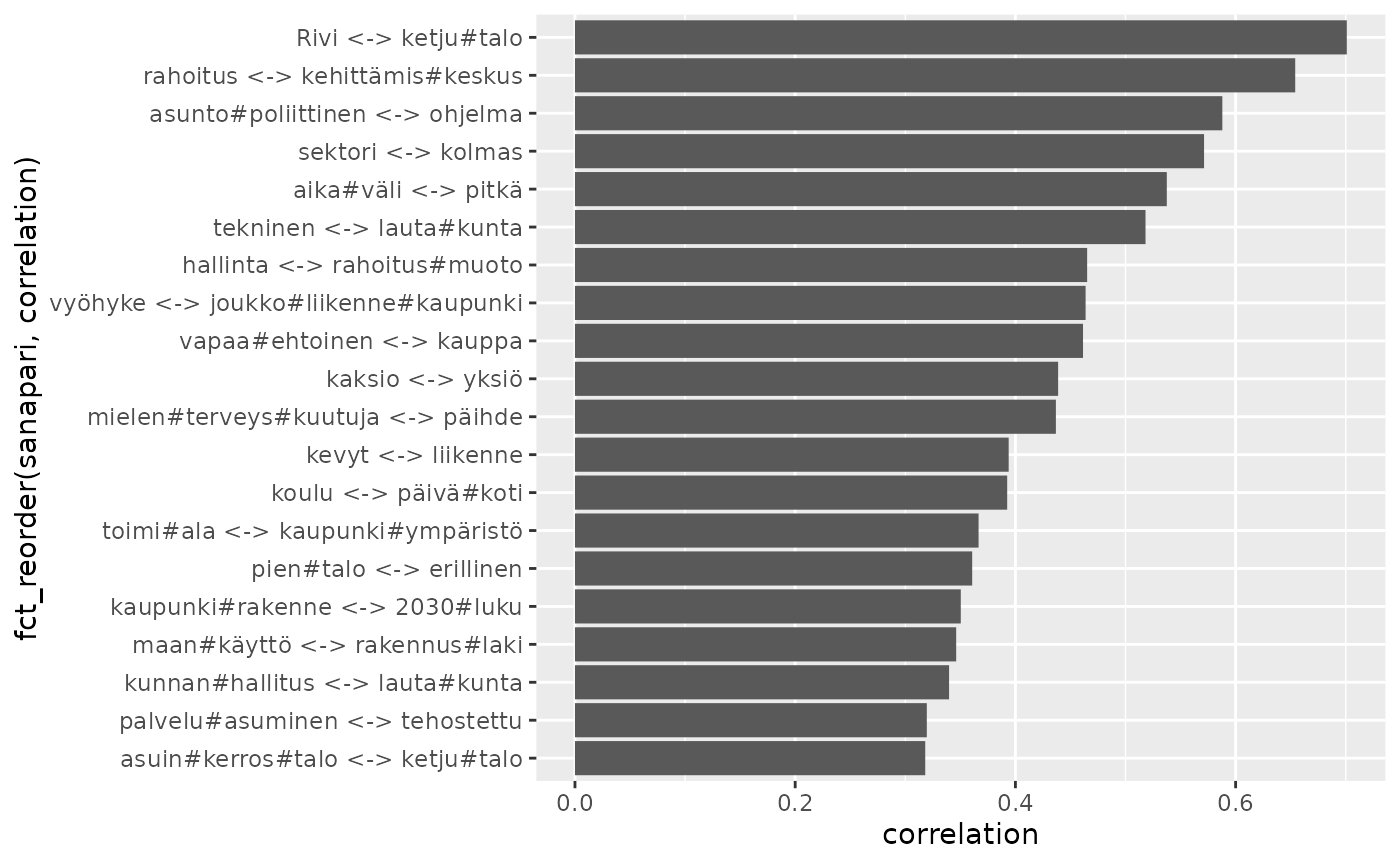 fct_reorder(sanapari, correlation)
Rivi <-> ketju#talo
rahoitus <-> kehittämis#keskus
asunto#poliittinen <-> ohjelma
sektori <-> kolmas
aika#väli <-> pitkä
tekninen <-> lauta#kunta
hallinta <-> rahoitus#muoto
vyöhyke <-> joukko#liikenne#kaupunki
vapaa#ehtoinen <-> kauppa
kaksio <-> yksiö
mielen#terveys#kuutuja <-> päihde
kevyt <-> liikenne
koulu <-> päivä#koti
toimi#ala <-> kaupunki#ympäristö
pien#talo <-> erillinen
kaupunki#rakenne <-> 2030#luku
maan#käyttö <-> rakennus#laki
kunnan#hallitus <-> lauta#kunta
palvelu#asuminen <-> tehostettu
asuin#kerros#talo <-> ketju#talo
0.0 0.2 0.4 0.6
correlation